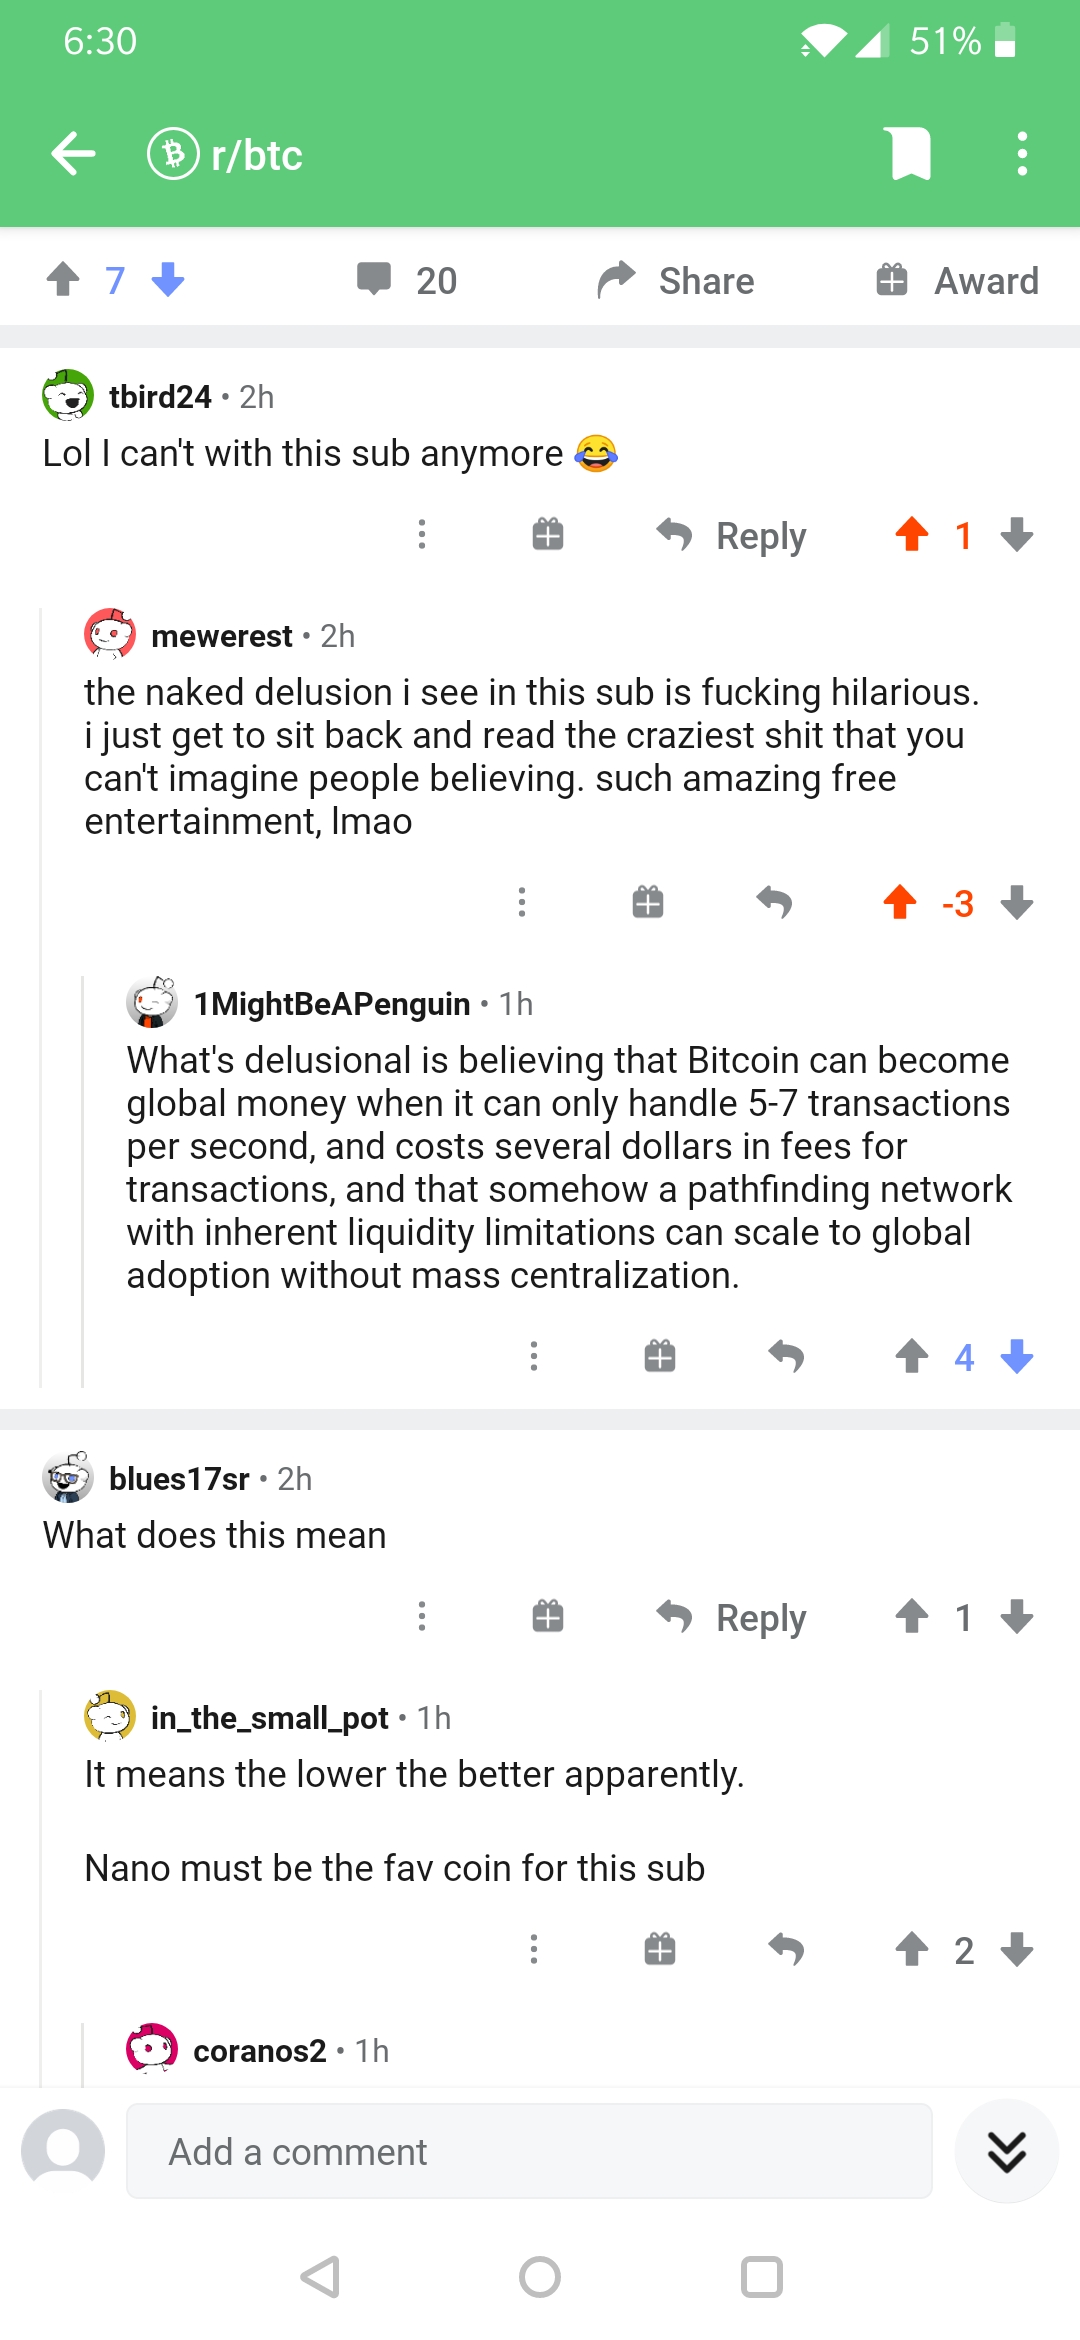 6:30
51%
r/btc
7
20
Share
Award
tbird24 • 2h
Lol I can't with this sub anymore 😂
Reply
1
mewerest • 2h
the naked delusion i see in this sub is fucking hilarious.
i just get to sit back and read the craziest shit that you
can't imagine people believing. such amazing free
entertainment, lmao
-3
1MightBeAPenguin • 1h
What's delusional is believing that Bitcoin can become
global money when it can only handle 5-7 transactions
per second, and costs several dollars in fees for
transactions, and that somehow a pathfinding network
with inherent liquidity limitations can scale to global
adoption without mass centralization.
4
blues17sr • 2h
What does this mean
Reply
1
in_the_small_pot • 1h
It means the lower the better apparently.
Nano must be the fav coin for this sub
2
coranos2 • 1h
Add a comment